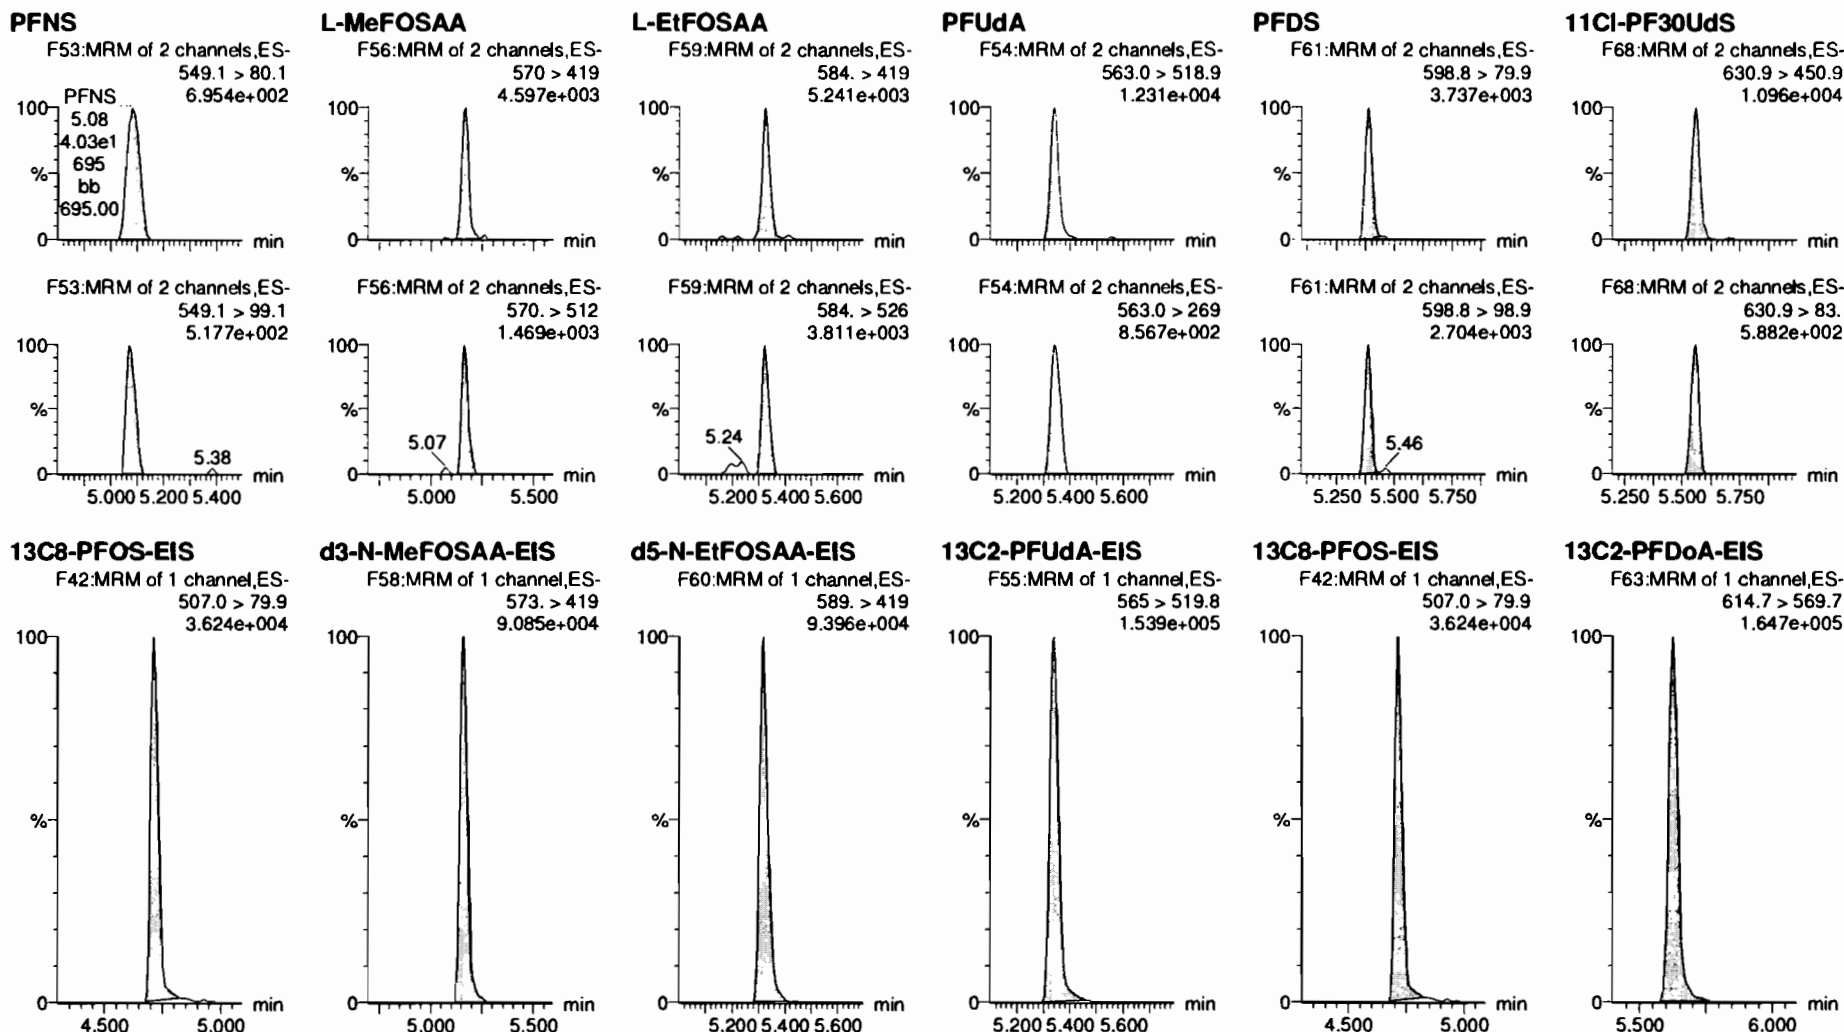 PFNS
F53:MRM of 2 channels,ES-
549.1 > 80.1
6.954e+002
100
PFNS
5.08
4.03e1
695
bb
695.00
%
0
min
F53:MRM of 2 channels,ES-
549.1 > 99.1
5.177e+002
100
%
5.38
0
min
5.000 5.200 5.400
L-MeFOSAA
F56:MRM of 2 channels,ES-
570 > 419
4.597e+003
100
%
0
min
F56:MRM of 2 channels,ES-
570. > 512
1.469e+003
100
%
5.07
0
min
5.000 5.500
L-EtFOSAA
F59:MRM of 2 channels,ES-
584. > 419
5.241e+003
100
%
0
min
F59:MRM of 2 channels,ES-
584. > 526
3.811e+003
100
%
5.24
0
min
5.200 5.400 5.600
PFUdA
F54:MRM of 2 channels,ES-
563.0 > 518.9
1.231e+004
100
%
0
min
F54:MRM of 2 channels,ES-
563.0 > 269
8.567e+002
100
%
0
min
5.200 5.400 5.600
PFDS
F61:MRM of 2 channels,ES-
598.8 > 79.9
3.737e+003
100
%
0
min
F61:MRM of 2 channels,ES-
598.8 > 98.9
2.704e+003
100
%
5.46
0
min
5.250 5.500 5.750
11Cl-PF30UdS
F68:MRM of 2 channels,ES-
630.9 > 450.9
1.096e+004
100
%
0
min
F68:MRM of 2 channels,ES-
630.9 > 83.
5.882e+002
100
%
0
min
5.250 5.500 5.750
13C8-PFOS-EIS
F42:MRM of 1 channel,ES-
507.0 > 79.9
3.624e+004
100
%
0
min
4.500 5.000
d3-N-MeFOSAA-EIS
F58:MRM of 1 channel,ES-
573. > 419
9.085e+004
100
%
0
min
5.000 5.500
d5-N-EtFOSAA-EIS
F60:MRM of 1 channel,ES-
589. > 419
9.396e+004
100
%
0
min
5.200 5.400 5.600
13C2-PFUdA-EIS
F55:MRM of 1 channel,ES-
565 > 519.8
1.539e+005
100
%
0
min
5.200 5.400 5.600
13C8-PFOS-EIS
F42:MRM of 1 channel,ES-
507.0 > 79.9
3.624e+004
100
%
0
min
4.500 5.000
13C2-PFDoA-EIS
F63:MRM of 1 channel,ES-
614.7 > 569.7
1.647e+005
100
%
0
min
5.500 6.000